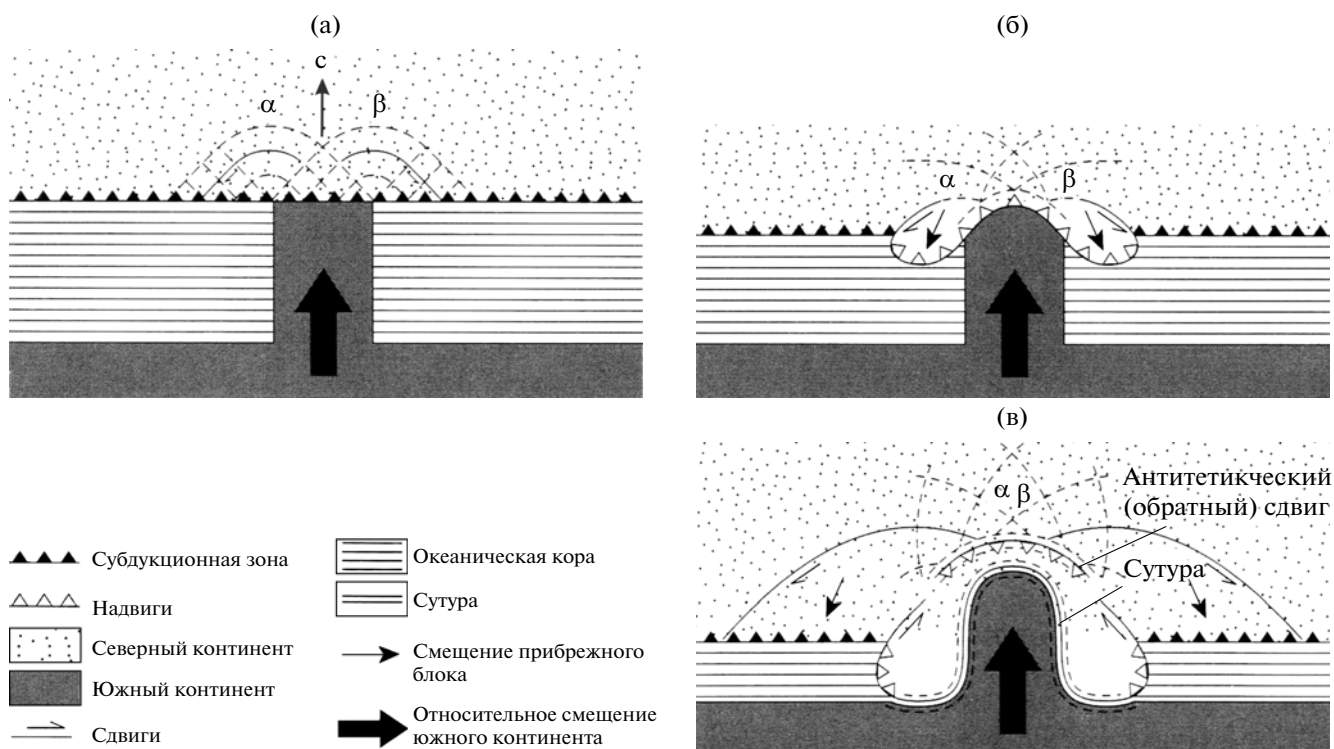 (а)
с
α
β
(б)
α
β
(в)
α β
Антитетикческий
(обратный) сдвиг
Сутура
Субдукционная зона
Надвиги
Северный континент
Южный континент
Сдвиги
Океаническая кора
Сутура
Смещение прибрежного
блока
Относительное смещение
южного континента